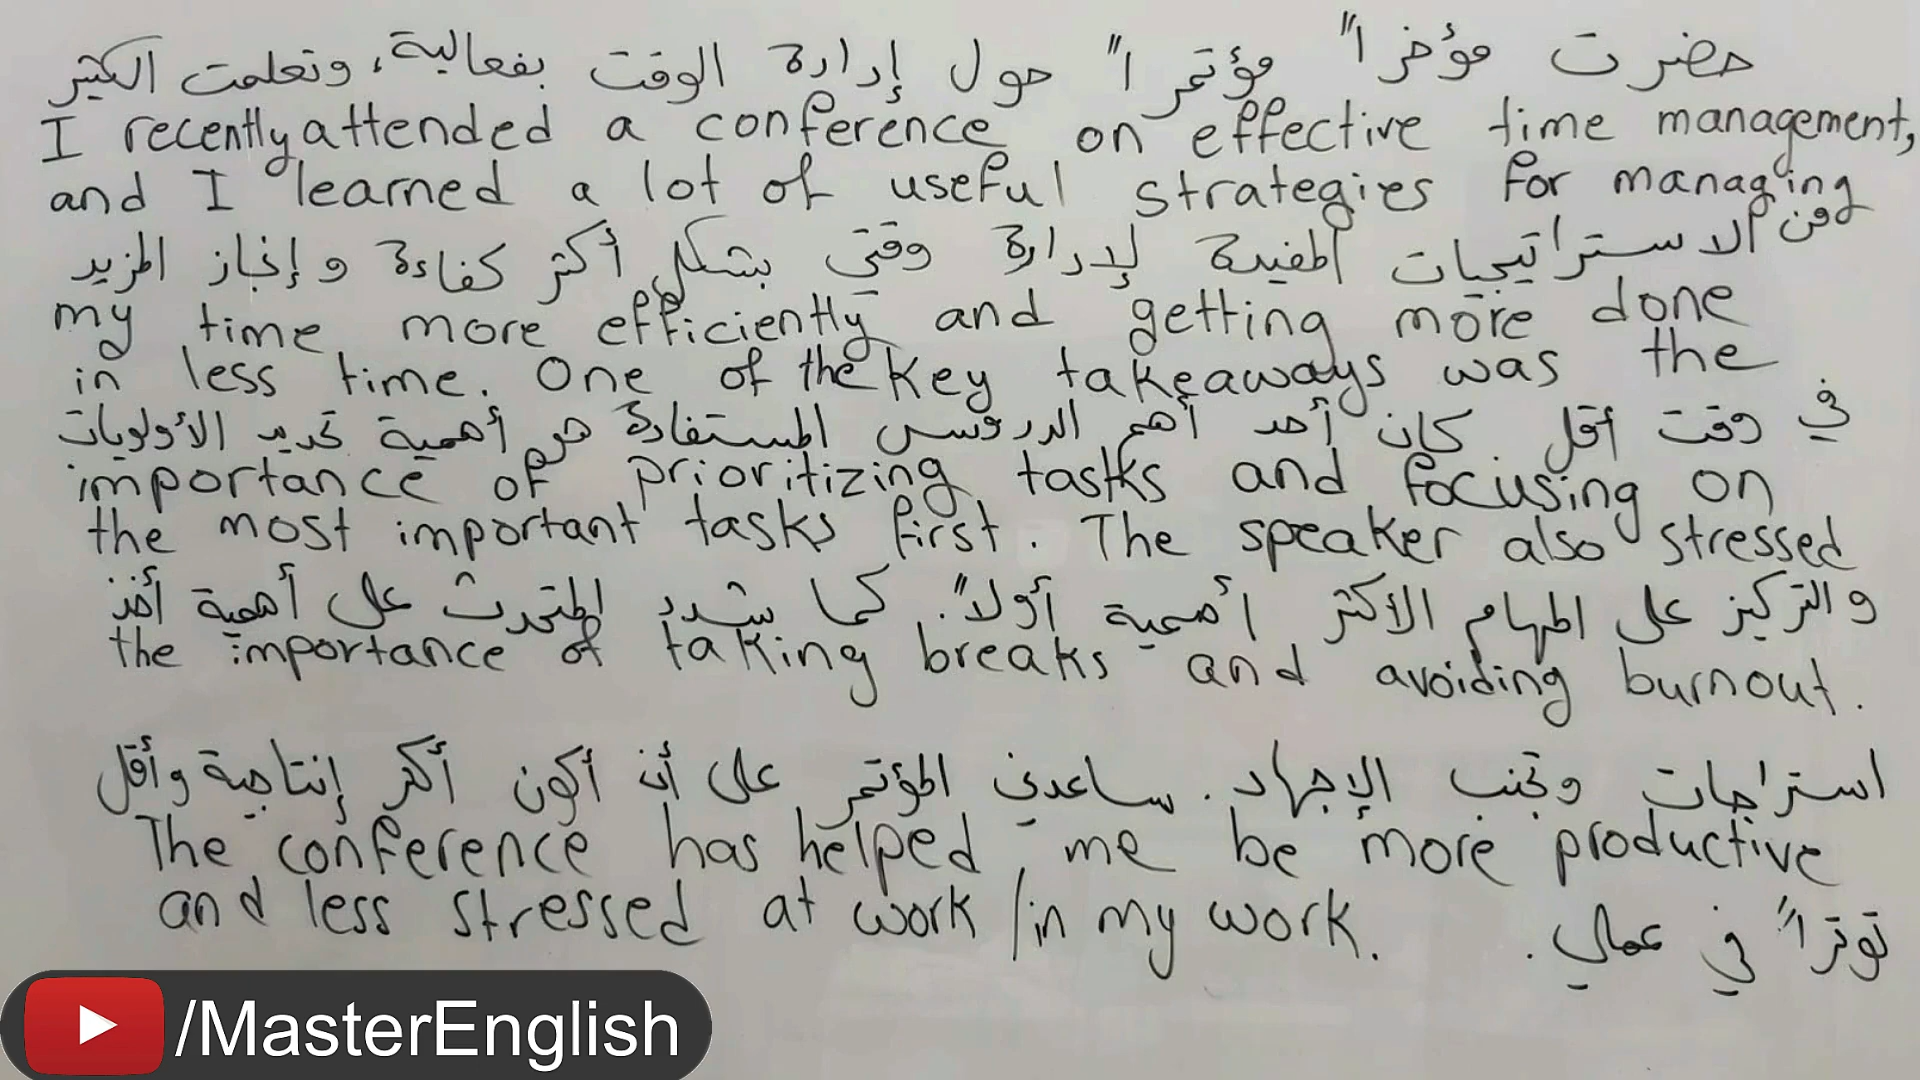 حضرت مؤخراً مؤتمراً حول إدارة الوقت بفعالية، وتعلمت الكثير
I recently attended a conference on effective time management,
and I learned a lot of useful strategies for managing
من الاستراتيجيات المفيدة لإدارة وقتي بشكل أكثر كفاءة وإنجاز المزيد
my time more efficiently and getting more done
in less time. One of the key takeaways was the
في وقت أقل كان أحد أهم الدروس المستفادة هو أهمية تحديد الأولويات
importance of prioritizing tasks and focusing on
the most important tasks first. The speaker also stressed
والتركيز على المهام الأكثر أهمية أولاً. كما شدد المتحدث على أهمية أخذ
the importance of taking breaks and avoiding burnout.
استراجات وتجنب الإجهاد. ساعدني المؤتمر على أن أكون أكثر إنتاجية وأقل
The conference has helped me be more productive
and less stressed at work / in my work.
توتراً في عملي.
/MasterEnglish